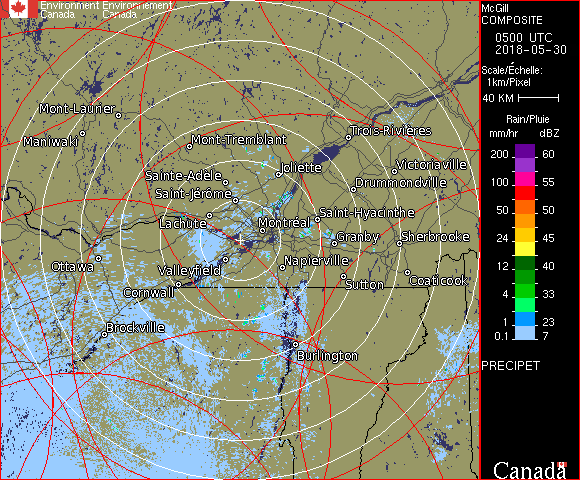 Environment Environnement
Canada Canada
McGill
COMPOSITE
0500 UTC
2018-05-30
Scale/Échelle:
1km/Pixel
40 KM
Rain/Pluie
mm/hr dBZ
200 60
150 57
100 55
50 50
24 45
12 40
4 33
1 23
0.1 7
PRECIPET
Canada
Mont-Laurier
Maniwaki
Mont-Tremblant
Trois-Rivières
Sainte-Adèle
Joliette
Victoriaville
Saint-Jérôme
Drummondville
Lachute
Montréal
Saint-Hyacinthe
Granby
Sherbrooke
Ottawa
Valleyfield
Napierville
Cornwall
Sutton
Coaticook
Brockville
Burlington